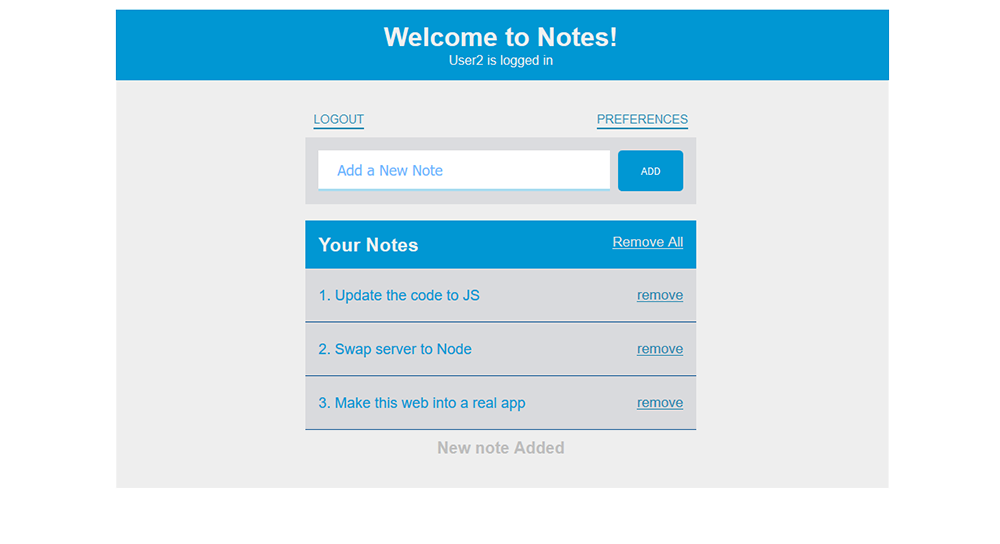 Welcome to Notes!
User2 is logged in
LOGOUT PREFERENCES
Add a New Note ADD
Your Notes Remove All
1. Update the code to JS remove
2. Swap server to Node remove
3. Make this web into a real app remove
New note Added